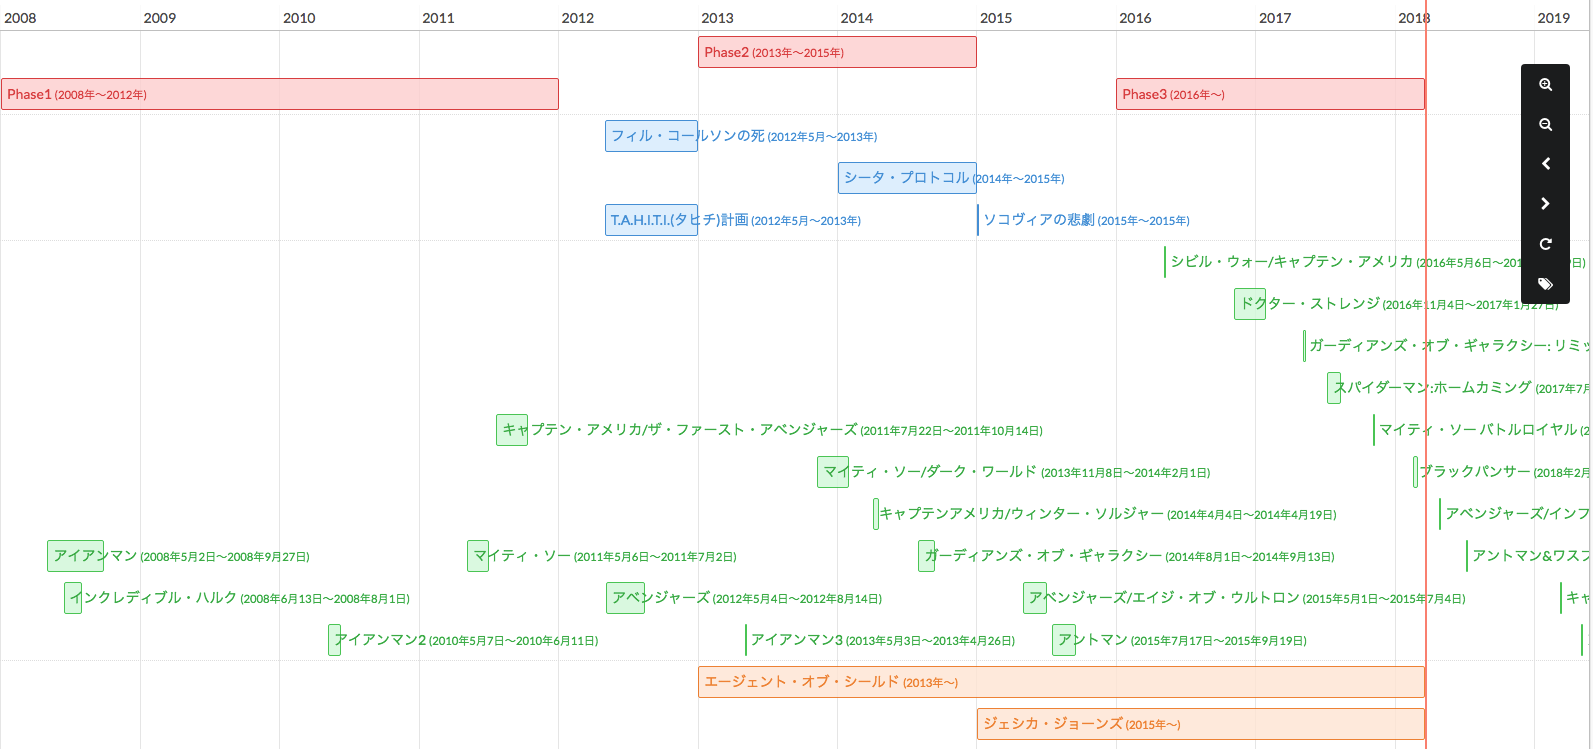 2008 2009 2010 2011 2012 2013 2014 2015 2016 2017 2018 2019
Phase2 (2013年～2015年)
Phase1 (2008年～2012年)
Phase3 (2016年～)
フィル・コールソンの死 (2012年5月～2013年)
シータ・プロトコル (2014年～2015年)
T.A.H.I.T.I.(タヒチ)計画 (2012年5月～2013年)
ソコヴィアの悲劇 (2015年～2015年)
シビル・ウォー/キャプテン・アメリカ (2016年5月6日～201 9日)
ドクター・ストレンジ (2016年11月4日～2017年1月27日)
ガーディアンズ・オブ・ギャラクシー: リミッ
スパイダーマン:ホームカミング (2017年7月
キャプテン・アメリカ/ザ・ファースト・アベンジャーズ (2011年7月22日～2011年10月14日)
マイティ・ソー バトルロイヤル (2
マイティ・ソー/ダーク・ワールド (2013年11月8日～2014年2月1日)
ブラックパンサー (2018年2月
キャプテンアメリカ/ウィンター・ソルジャー (2014年4月4日～2014年4月19日)
アベンジャーズ/インフ
アイアンマン (2008年5月2日～2008年9月27日)
マイティ・ソー (2011年5月6日～2011年7月2日)
ガーディアンズ・オブ・ギャラクシー (2014年8月1日～2014年9月13日)
アントマン&ワスプ
インクレディブル・ハルク (2008年6月13日～2008年8月1日)
アベンジャーズ (2012年5月4日～2012年8月14日)
アベンジャーズ/エイジ・オブ・ウルトロン (2015年5月1日～2015年7月4日)
キャ
アイアンマン2 (2010年5月7日～2010年6月11日)
アイアンマン3 (2013年5月3日～2013年4月26日)
アントマン (2015年7月17日～2015年9月19日)
エージェント・オブ・シールド (2013年～)
ジェシカ・ジョーンズ (2015年～)